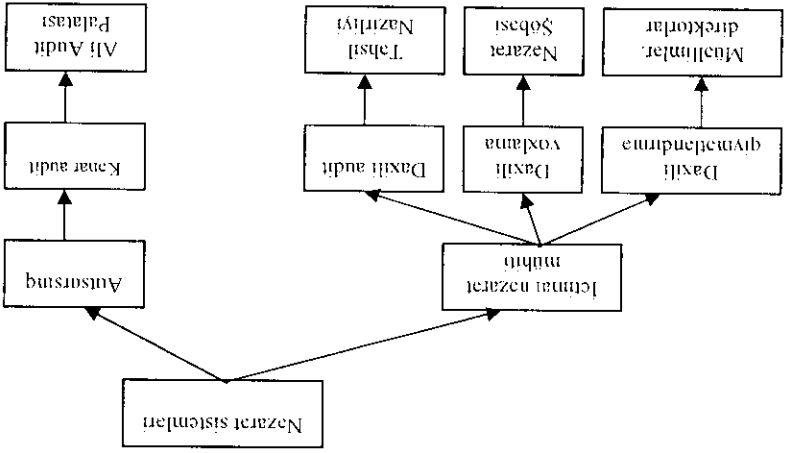 Nəzarət sistemləri
İctimai nəzarət
mühiti
Autsorsinq
Daxili
qiymətləndirmə
Daxili
yoxlama
Daxili audit
Kənar audit
Müəllimlər,
direktorlar
Nəzarət
Şöbəsi
Təhsil
Nazirliyi
Ali Audit
Palatası